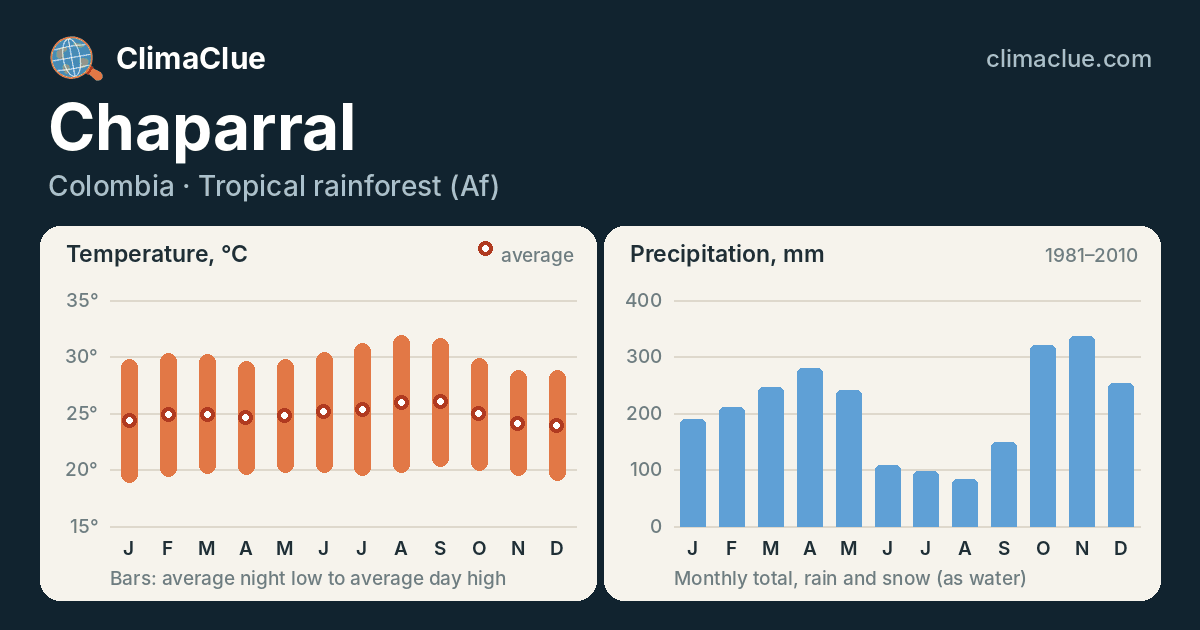 ClimaClue
climaclue.com
Chaparral
Colombia · Tropical rainforest (Af)
Temperature, °C
average
35°
30°
25°
20°
15°
J F M A M J J A S O N D
Bars: average night low to average day high
Precipitation, mm
1981–2010
400
300
200
100
0
J F M A M J J A S O N D
Monthly total, rain and snow (as water)